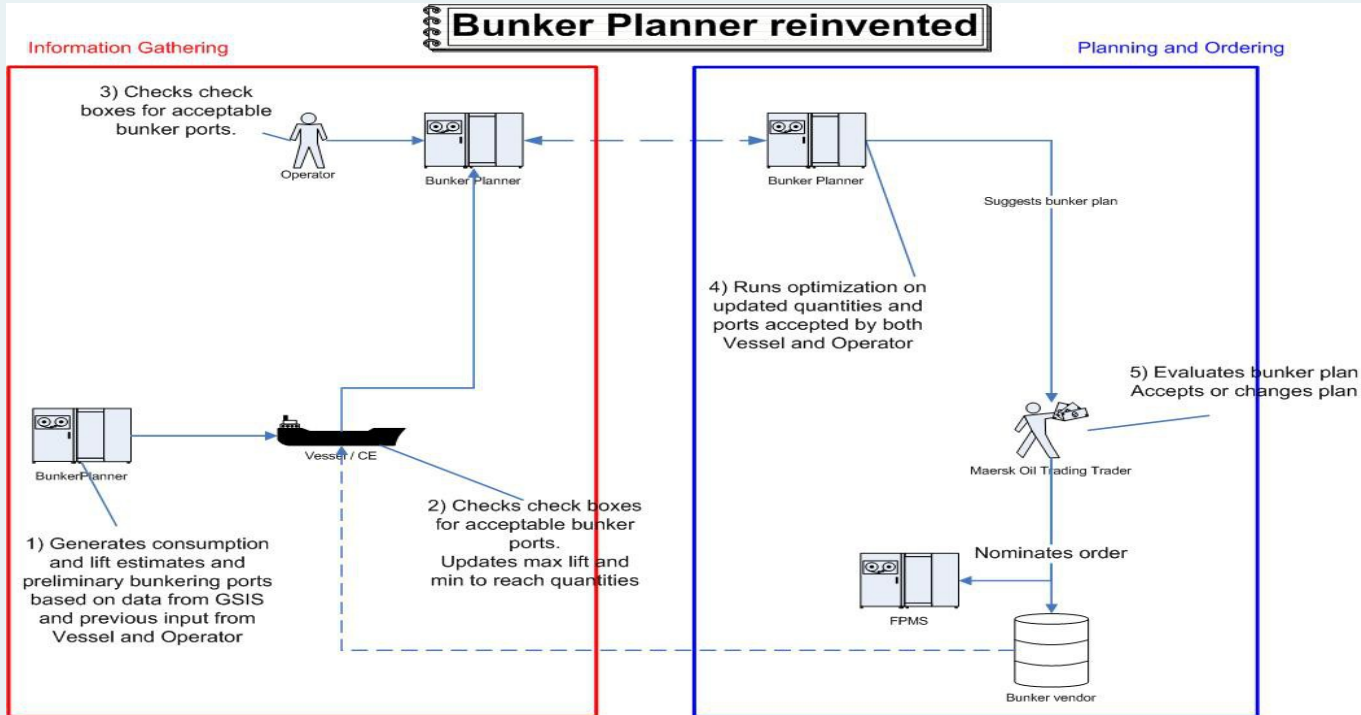 Bunker Planner reinvented
Information Gathering
Planning and Ordering
3) Checks check
boxes for acceptable
bunker ports.
Operator
Bunker Planner
Bunker Planner
Suggests bunker plan
4) Runs optimization on
updated quantities and
ports accepted by both
Vessel and Operator
5) Evaluates bunker plan
Accepts or changes plan
Maersk Oil Trading Trader
BunkerPlanner
Vessel / CE
1) Generates consumption
and lift estimates and
preliminary bunkering ports
based on data from GSIS
and previous input from
Vessel and Operator
2) Checks check boxes
for acceptable bunker
ports.
Updates max lift and
min to reach quantities
Nominates order
FPMS
Bunker vendor